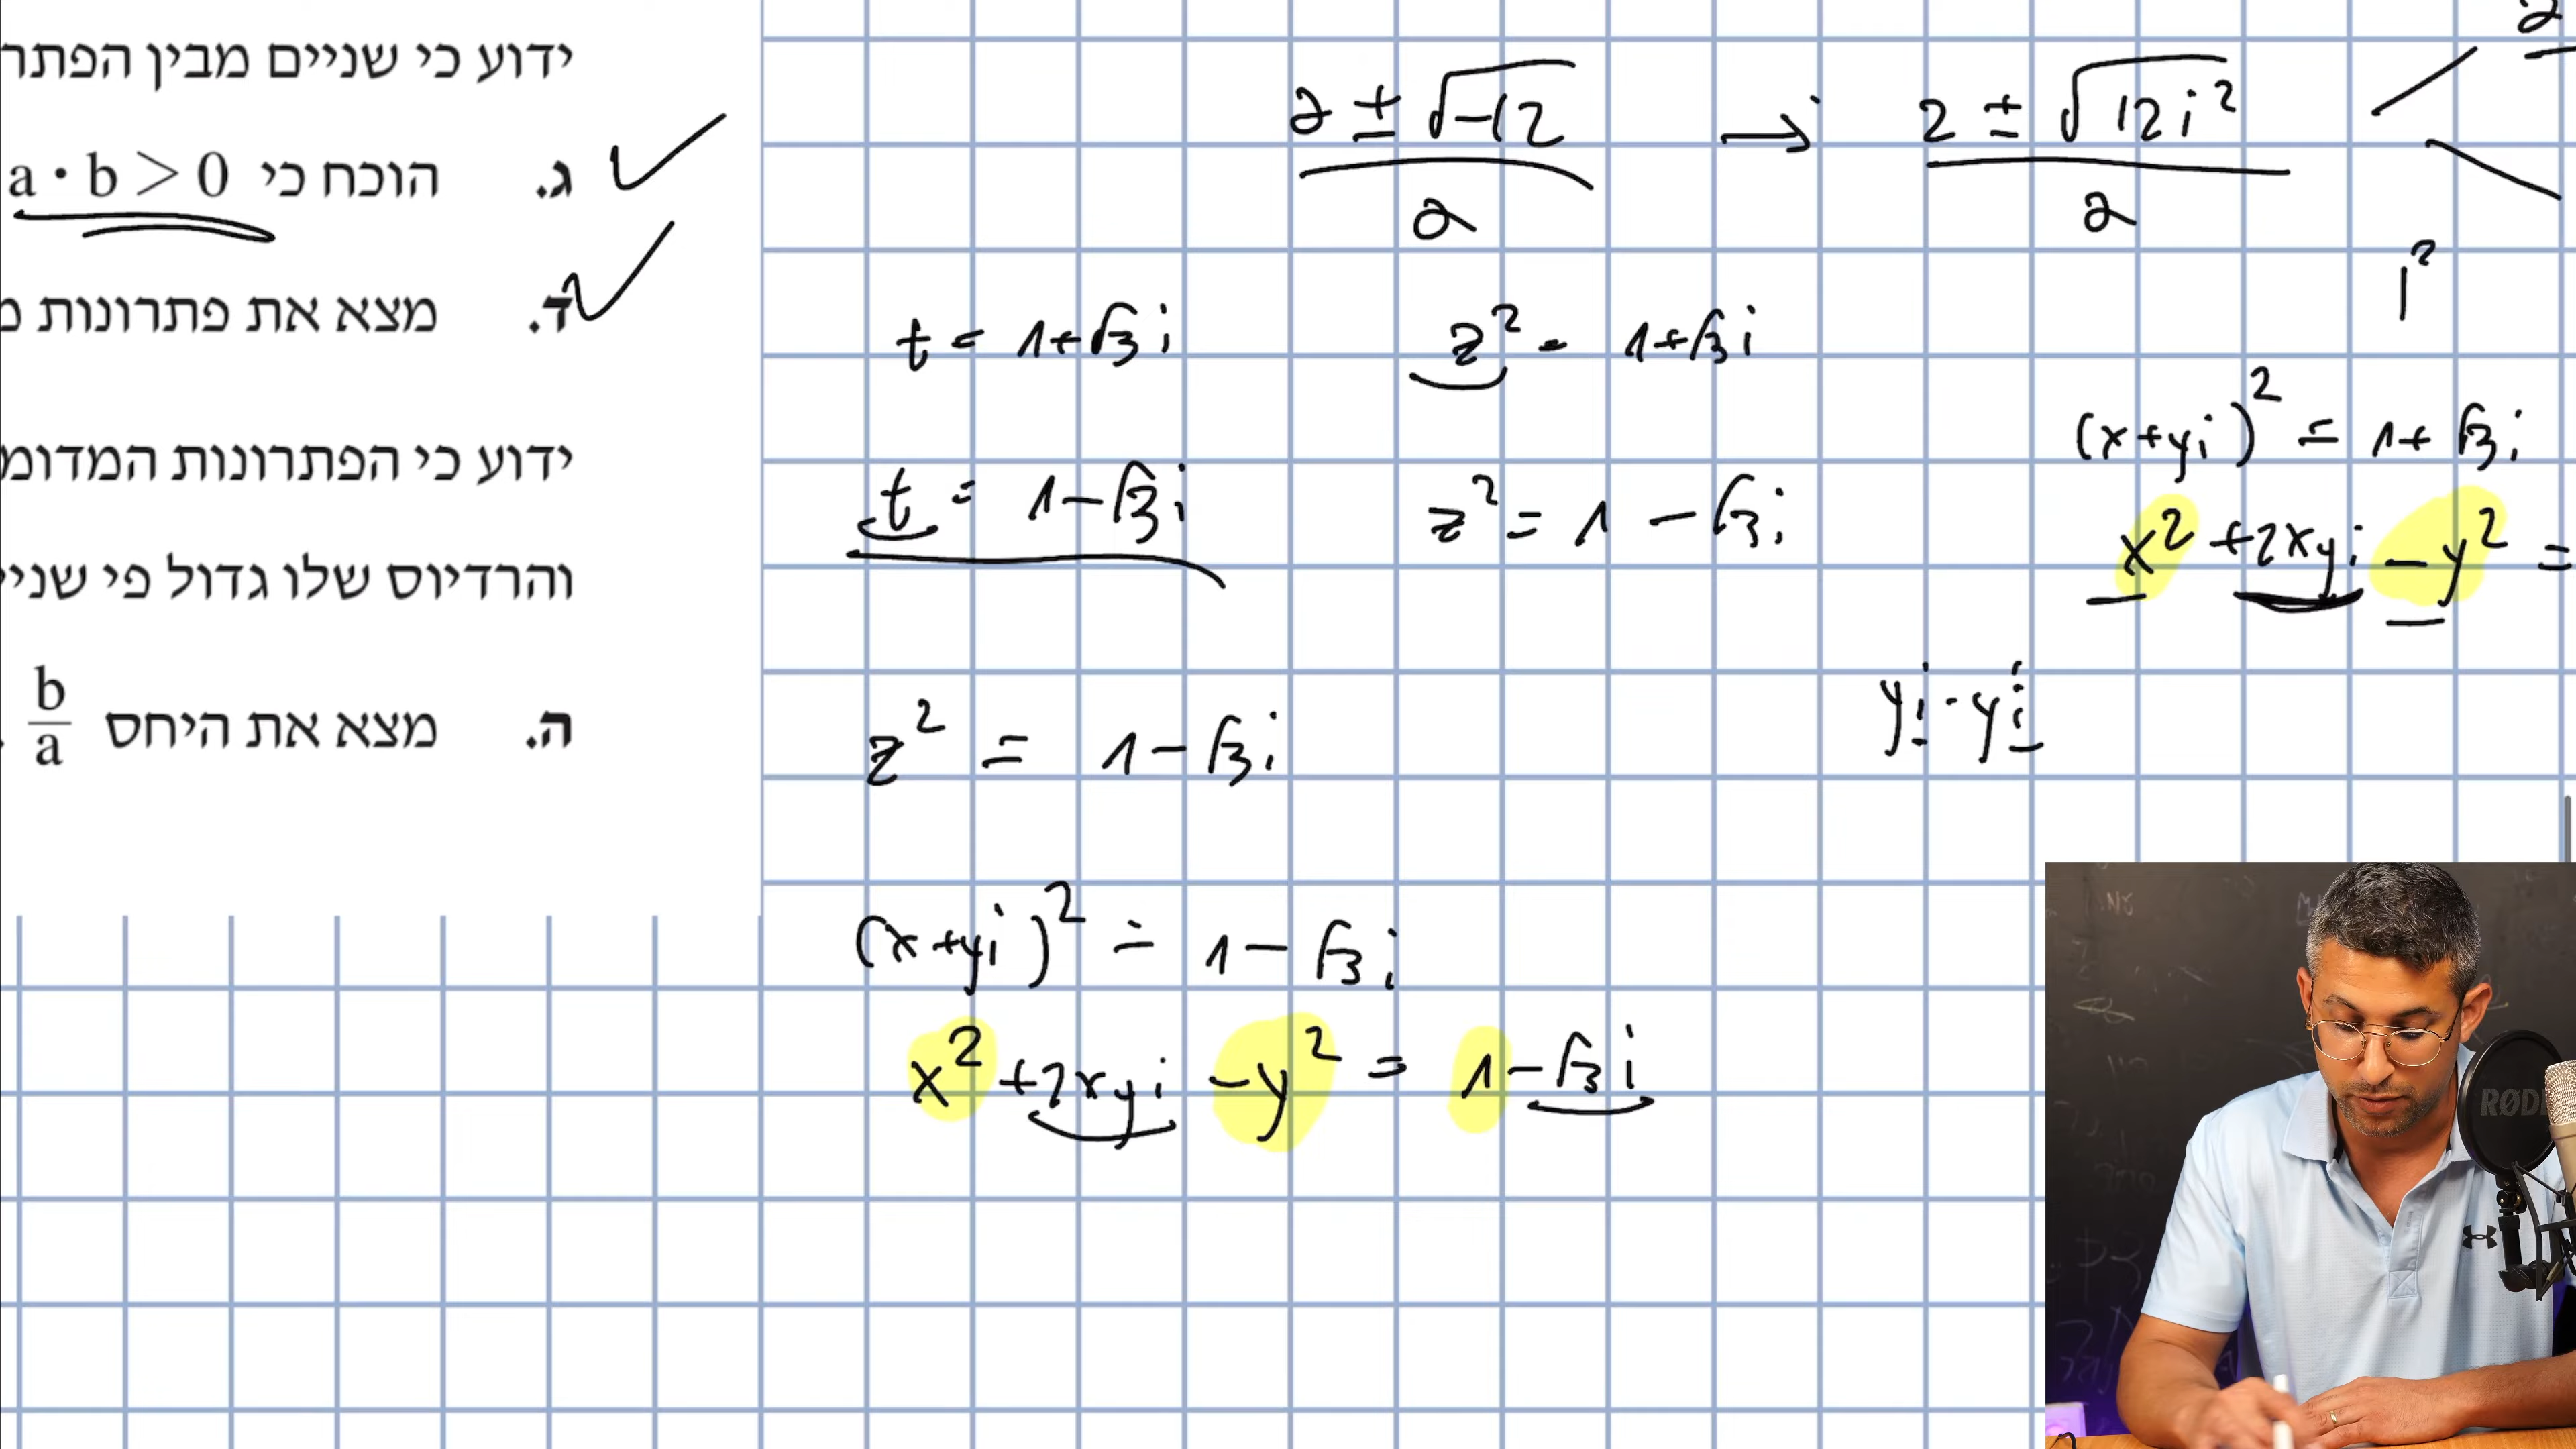 ידוע כי שניים מבין הפתר
ג. הוכח כי a · b > 0
ד. מצא את פתרונות
ידוע כי הפתרונות המדומ
והרדיוס שלו גדול פי שניי
ה. מצא את היחס b/a .
(2 ± √-12)/2 → (2 ± √12i²)/2
t = 1+√3i
z² = 1+√3i
t = 1-√3i
z² = 1 - √3i
(x+yi)² = 1+√3i
x² +2xyi -y² =
yi · yi
z² = 1-√3i
(x+yi)² = 1-√3i
x² +2xyi -y² = 1-√3i
RØDE